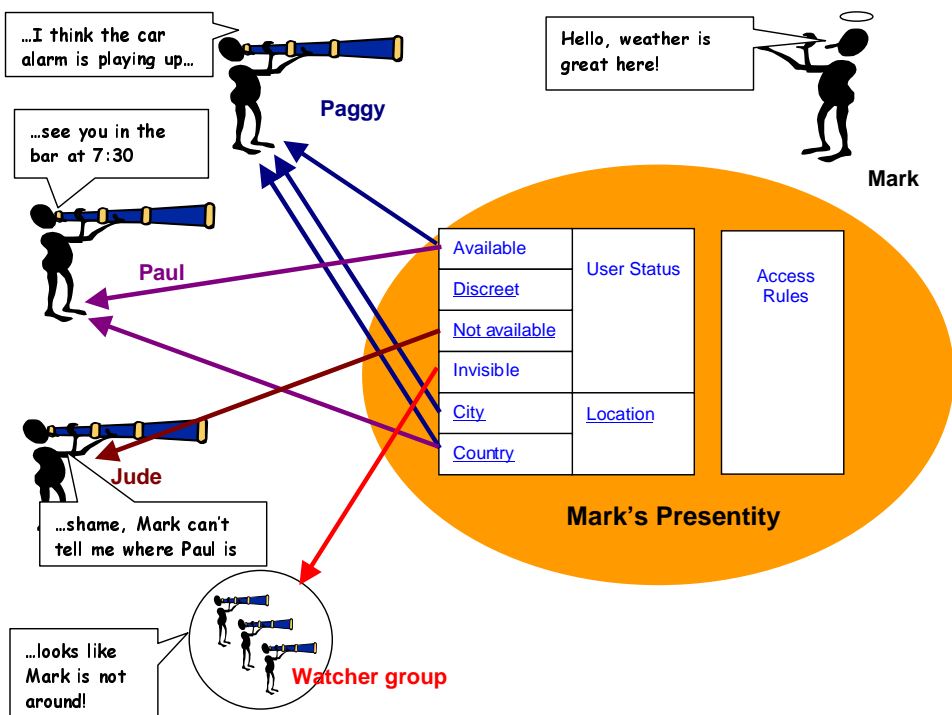 …I think the car
alarm is playing up…
Hello, weather is
great here!
Paggy
…see you in the
bar at 7:30
Mark
Paul
Available
User Status
Access
Rules
Discreet
Not available
Invisible
City
Location
Country
Jude
Mark's Presentity
…shame, Mark can't
tell me where Paul is
…looks like
Mark is not
around!
Watcher group